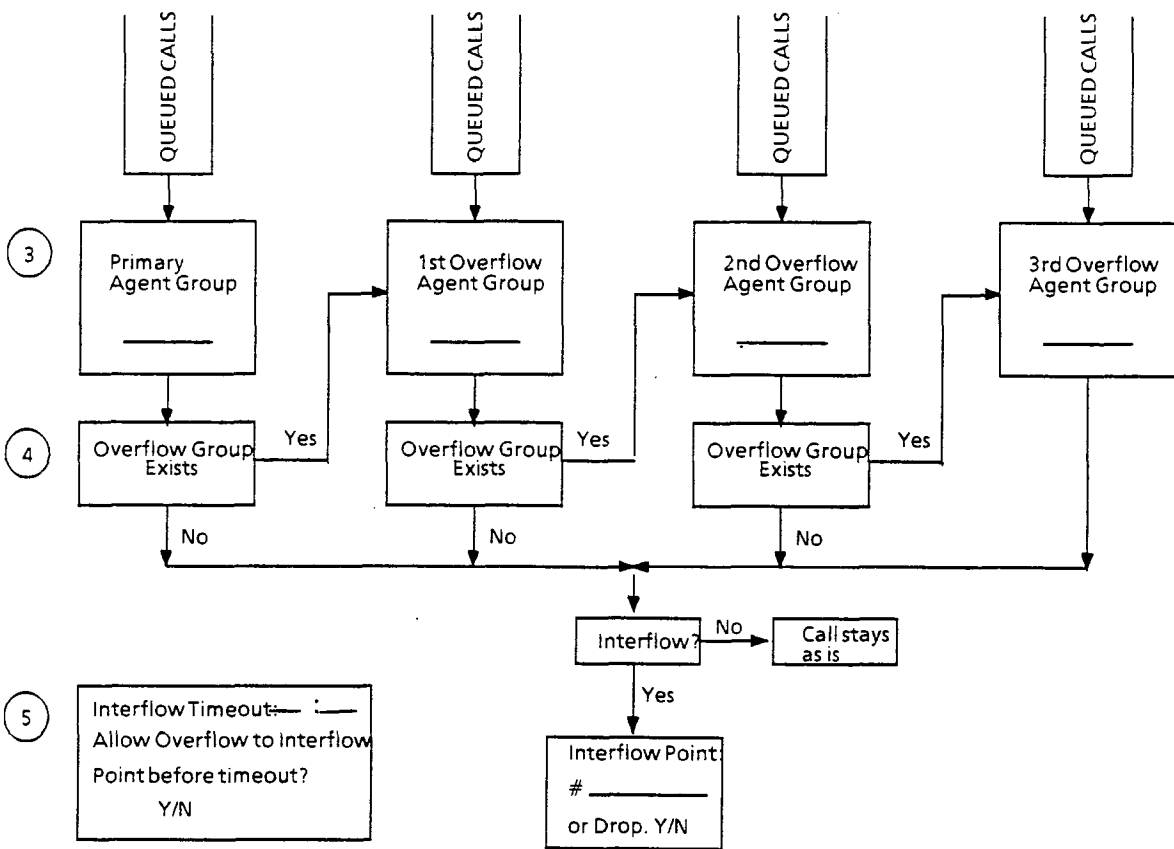 QUEUED CALLS
QUEUED CALLS
QUEUED CALLS
QUEUED CALLS
3
Primary
Agent Group
1st Overflow
Agent Group
2nd Overflow
Agent Group
3rd Overflow
Agent Group
4
Overflow Group
Exists
Yes
Overflow Group
Exists
Yes
Overflow Group
Exists
Yes
No
No
No
Interflow?
No
Call stays
as is
Yes
5
Interflow Timeout: __ : __
Allow Overflow to Interflow
Point before timeout?
Y/N
Interflow Point:
# ________
or Drop. Y/N